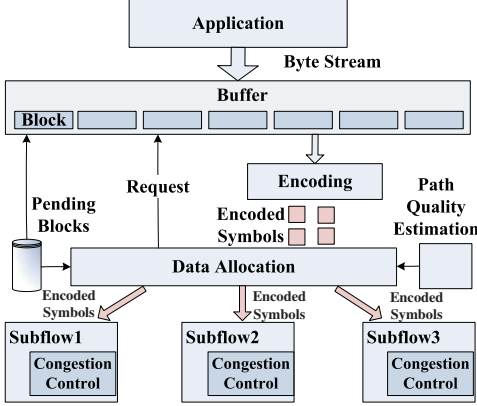 Application
Byte Stream
Buffer
Block
Encoding
Request
Pending
Blocks
Path
Quality
Estimation
Encoded
Symbols
Data Allocation
Encoded
Symbols
Encoded
Symbols
Encoded
Symbols
Subflow1
Subflow2
Subflow3
Congestion
Control
Congestion
Control
Congestion
Control